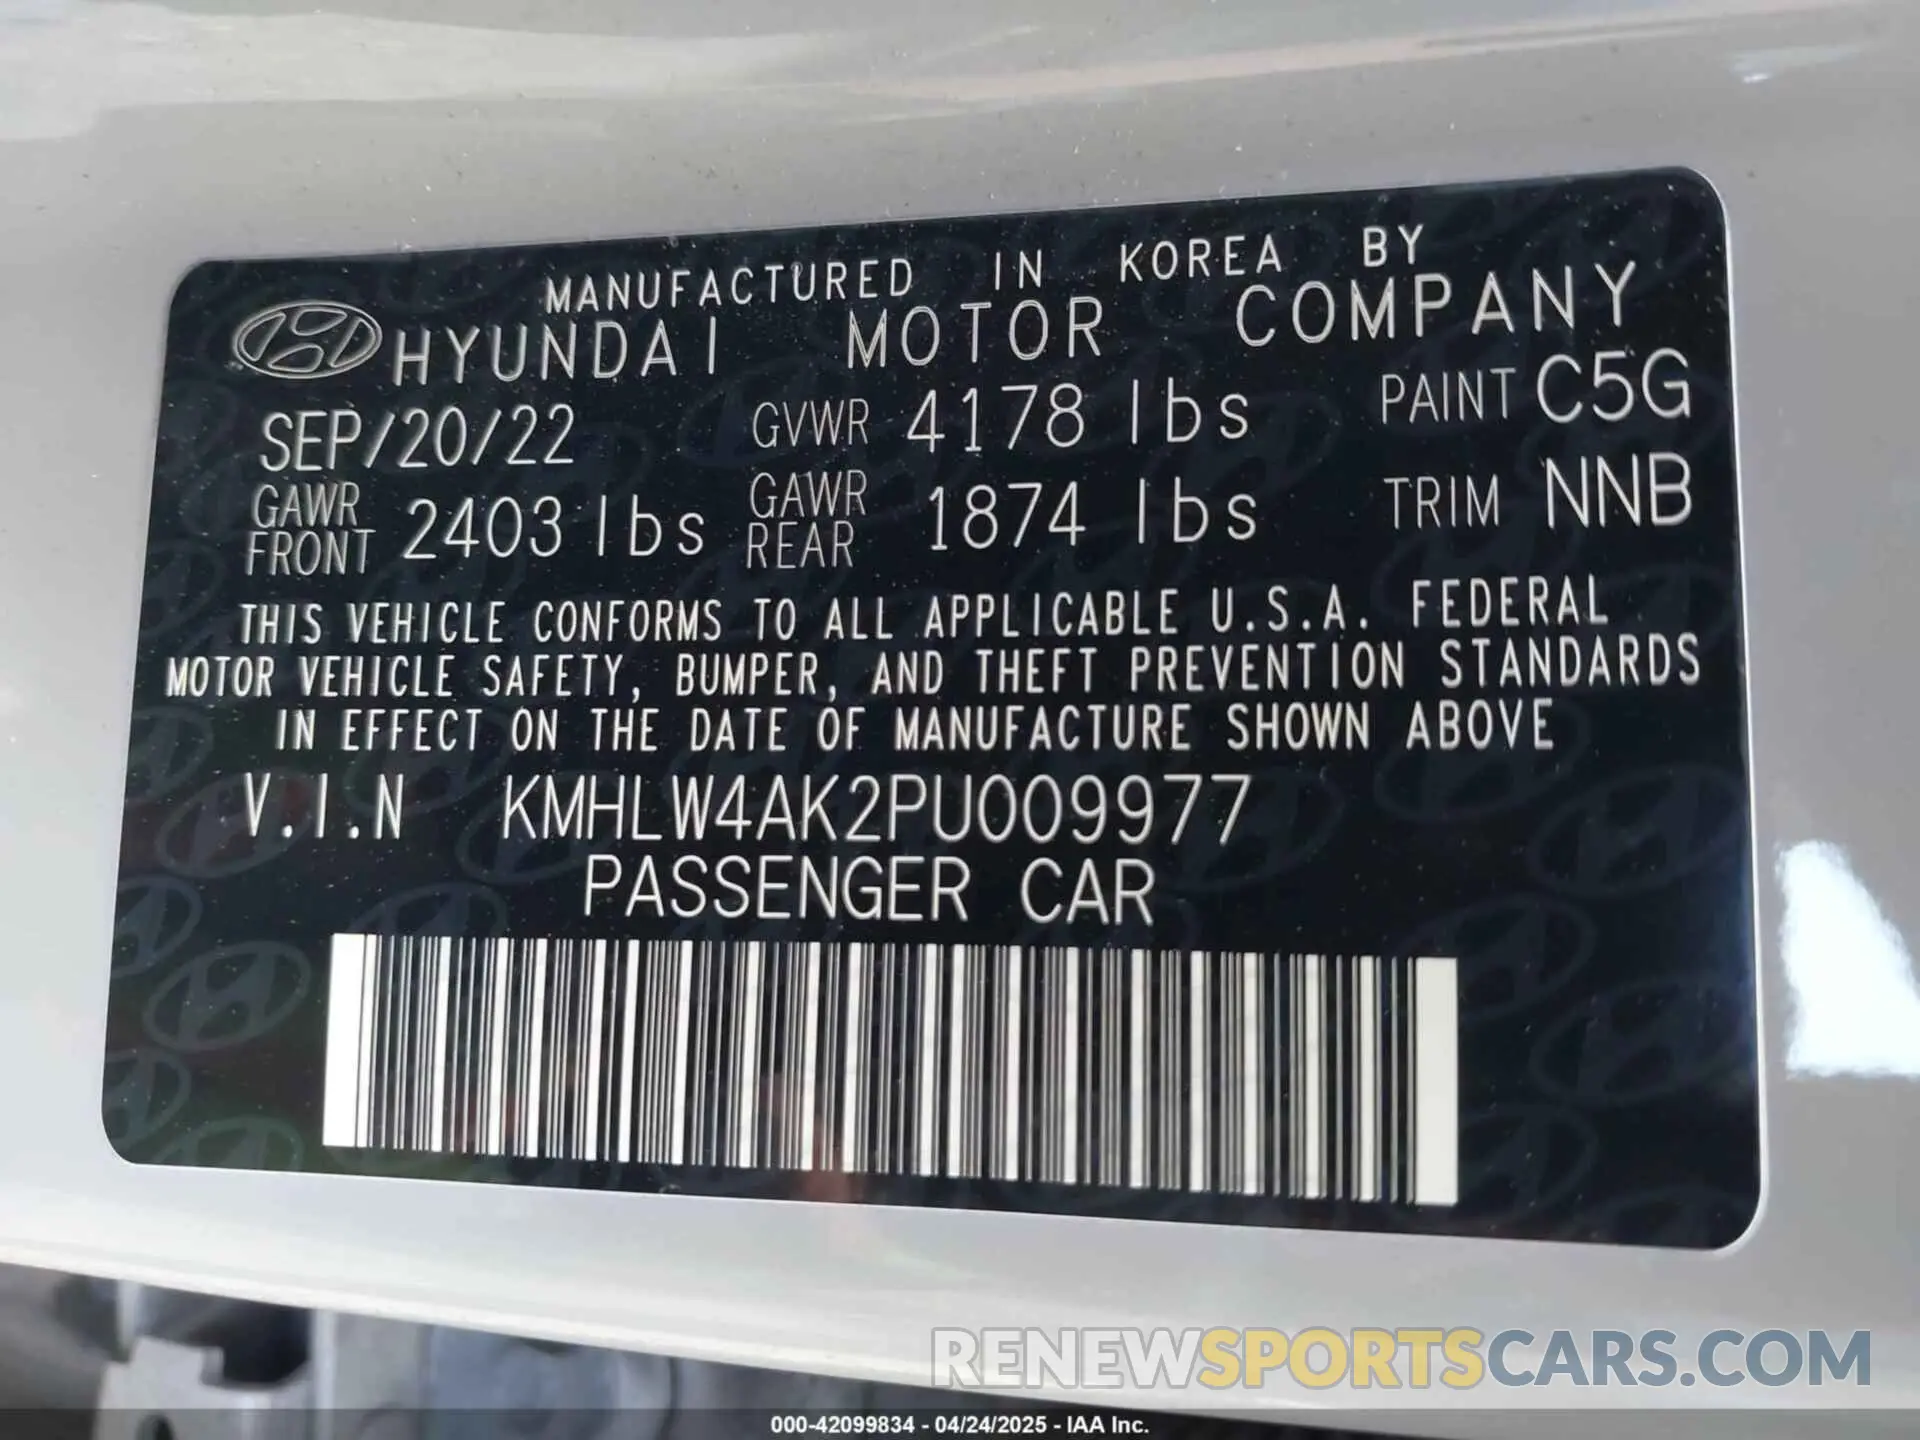 MANUFACTURED IN KOREA BY
HYUNDAI MOTOR COMPANY
SEP/20/22 GVWR 4178 lbs PAINT C5G
GAWR FRONT 2403 lbs GAWR REAR 1874 lbs TRIM NNB
THIS VEHICLE CONFORMS TO ALL APPLICABLE U.S.A. FEDERAL
MOTOR VEHICLE SAFETY, BUMPER, AND THEFT PREVENTION STANDARDS
IN EFFECT ON THE DATE OF MANUFACTURE SHOWN ABOVE
V.I.N KMHLW4AK2PU009977
PASSENGER CAR
RENEWSPORTSCARS.COM
000-42099834 - 04/24/2025 - IAA Inc.